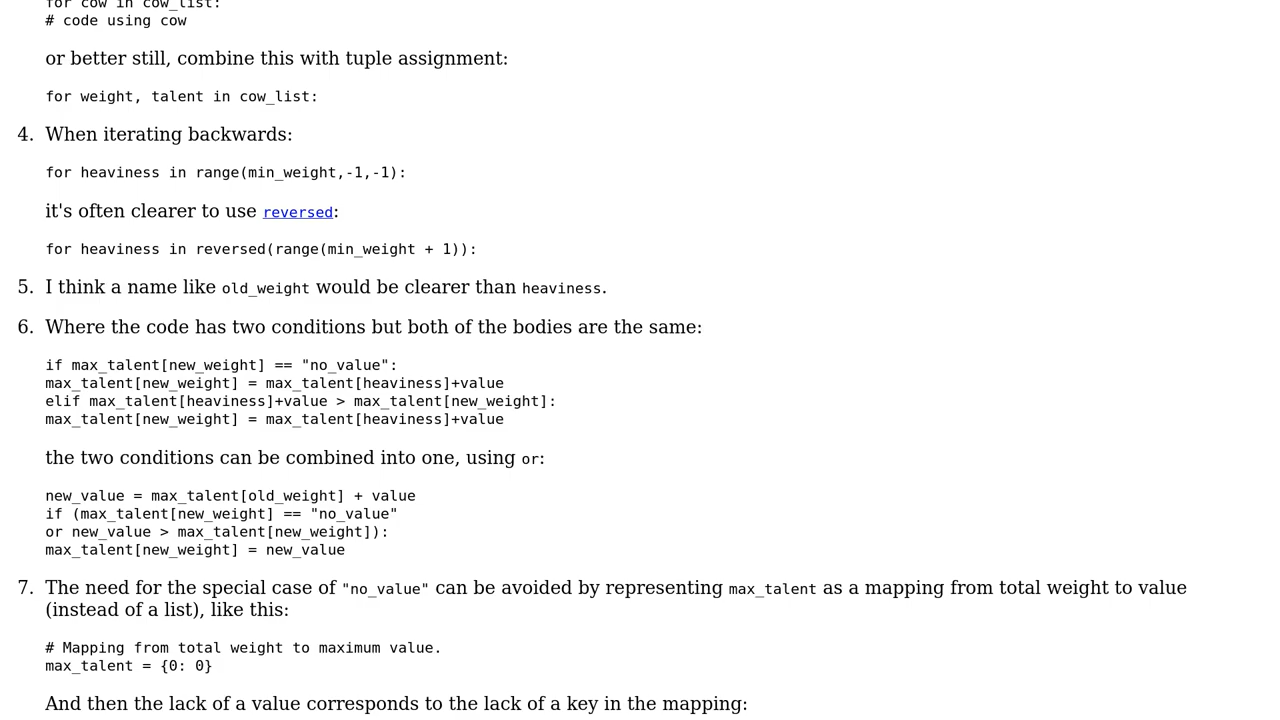 for cow in cow_list:
# code using cow
or better still, combine this with tuple assignment:
for weight, talent in cow_list:
4. When iterating backwards:
for heaviness in range(min_weight,-1,-1):
it's often clearer to use reversed:
for heaviness in reversed(range(min_weight + 1)):
5. I think a name like old_weight would be clearer than heaviness.
6. Where the code has two conditions but both of the bodies are the same:
if max_talent[new_weight] == "no_value":
max_talent[new_weight] = max_talent[heaviness]+value
elif max_talent[heaviness]+value > max_talent[new_weight]:
max_talent[new_weight] = max_talent[heaviness]+value
the two conditions can be combined into one, using or:
new_value = max_talent[old_weight] + value
if (max_talent[new_weight] == "no_value"
or new_value > max_talent[new_weight]):
max_talent[new_weight] = new_value
7. The need for the special case of "no_value" can be avoided by representing max_talent as a mapping from total weight to value
(instead of a list), like this:
# Mapping from total weight to maximum value.
max_talent = {0: 0}
And then the lack of a value corresponds to the lack of a key in the mapping: